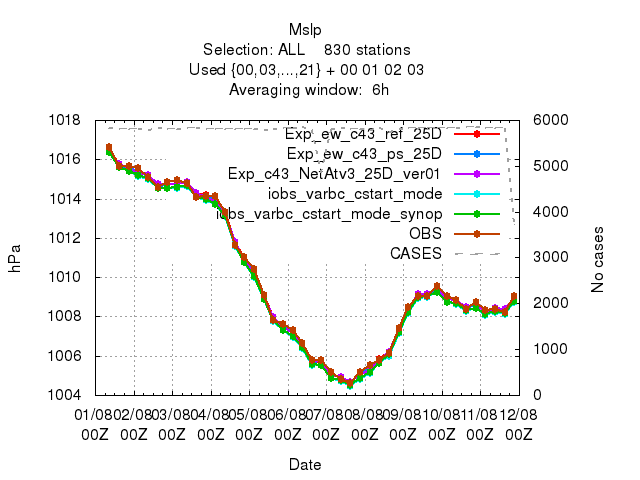 Mslp
Selection: ALL 830 stations
Used {00,03,...,21} + 00 01 02 03
Averaging window: 6h
1018
1016
1014
1012
1010
1008
1006
1004
hPa
6000
5000
4000
3000
2000
1000
0
No cases
Exp_ew_c43_ref_25D
Exp_ew_c43_ps_25D
Exp_c43_NetAtv3_25D_ver01
iobs_varbc_cstart_mode
iobs_varbc_cstart_mode_synop
OBS
CASES
01/08 02/08 03/08 04/08 05/08 06/08 07/08 08/08 09/08 10/08 11/08 12/08
00Z 00Z 00Z 00Z 00Z 00Z 00Z 00Z 00Z 00Z 00Z 00Z
Date